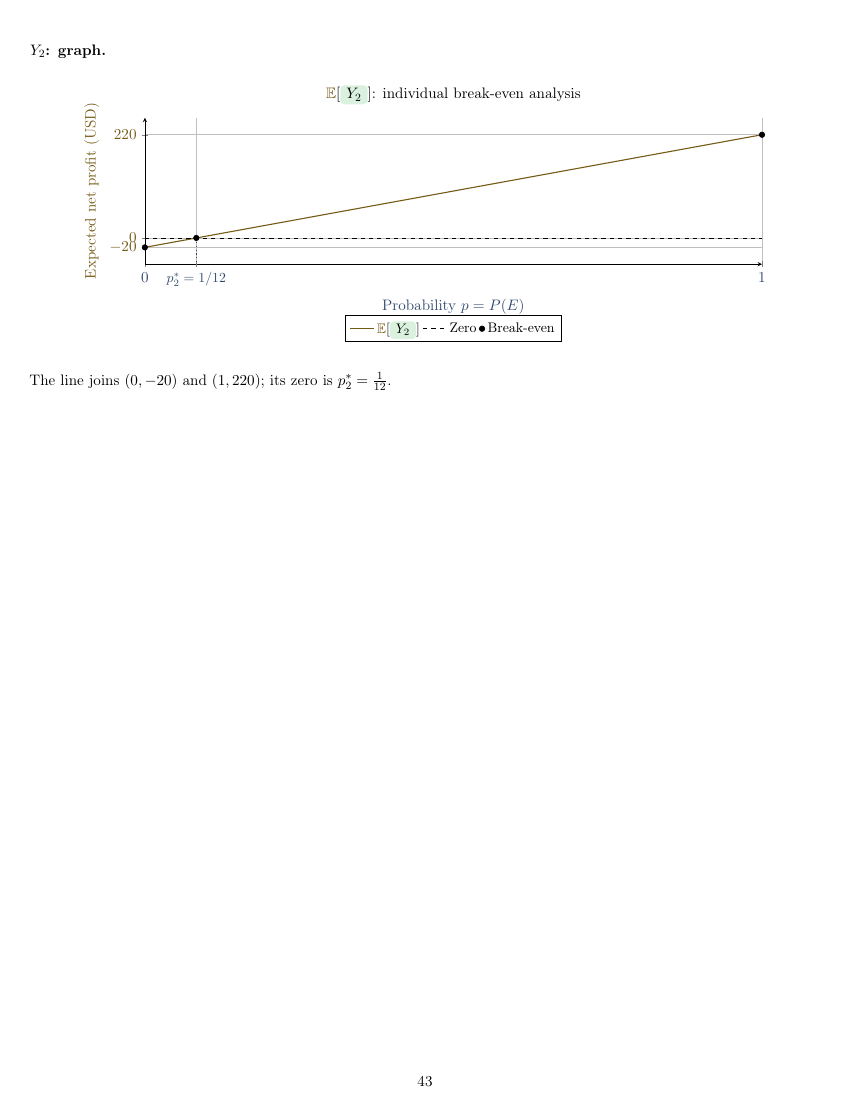 Y₂: graph.
𝔼[ Y₂ ]: individual break-even analysis
Expected net profit (USD)
220
0
−20
0
p₂* = 1/12
1
Probability p = P(E)
𝔼[ Y₂ ] Zero Break-even
The line joins (0, −20) and (1, 220); its zero is p₂* = 1/12.
43